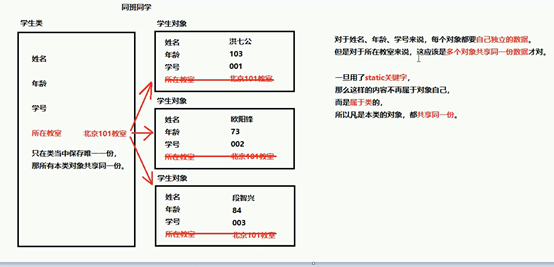 同班同学
学生类
姓名
年龄
学号
所在教室 北京101教室
只在类当中保存唯一一份,
那所有本类对象共享同一份。
学生对象
姓名 洪七公
年龄 103
学号 001
所在教室 北京101教室
学生对象
姓名 欧阳锋
年龄 73
学号 002
所在教室 北京101教室
学生对象
姓名 段智兴
年龄 84
学号 003
所在教室 北京101教室
对于姓名、年龄、学号来说,每个对象都要自己独立的数据。
但是对于所在教室来说,这应该是多个对象共享同一份数据才对。
一旦用了static关键字,
那么这样的内容不再属于对象自己,
而是属于类的,
所以凡是本类的对象,都共享同一份。